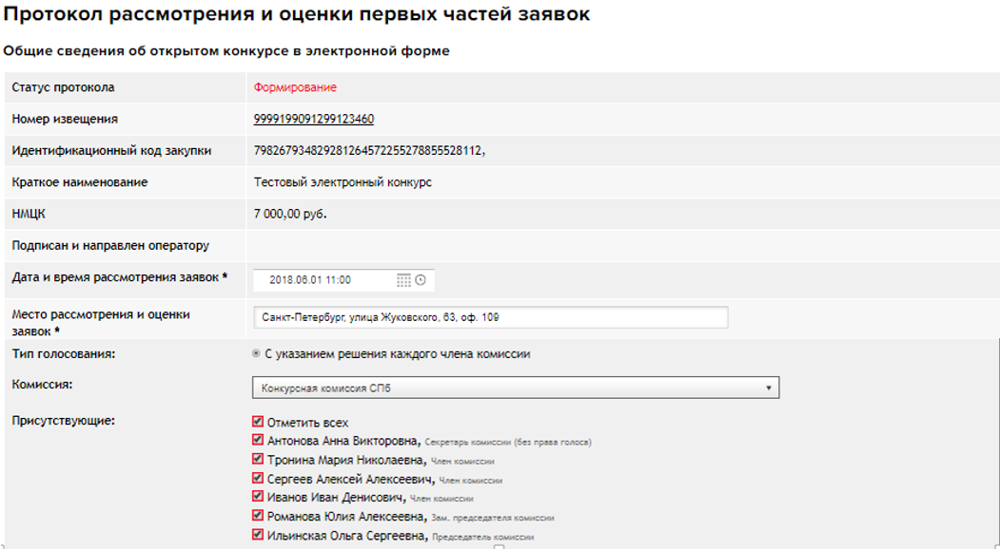 Протокол рассмотрения и оценки первых частей заявок
Общие сведения об открытом конкурсе в электронной форме
Статус протокола Формирование
Номер извещения 9999199091299123460
Идентификационный код закупки 798267934829281264572255278855528112,
Краткое наименование Тестовый электронный конкурс
НМЦК 7 000,00 руб.
Подписан и направлен оператору
Дата и время рассмотрения заявок * 2018.06.01 11:00
Место рассмотрения и оценки
заявок * Санкт-Петербург, улица Жуковского, 63, оф. 109
Тип голосования: С указанием решения каждого члена комиссии
Комиссия: Конкурсная комиссия СПб
Присутствующие: Отметить всех
Антонова Анна Викторовна, Секретарь комиссии (без права голоса)
Тронина Мария Николаевна, Член комиссии
Сергеев Алексей Алексеевич, Член комиссии
Иванов Иван Денисович, Член комиссии
Романова Юлия Алексеевна, Зам. председателя комиссии
Ильинская Ольга Сергеевна, Председатель комиссии